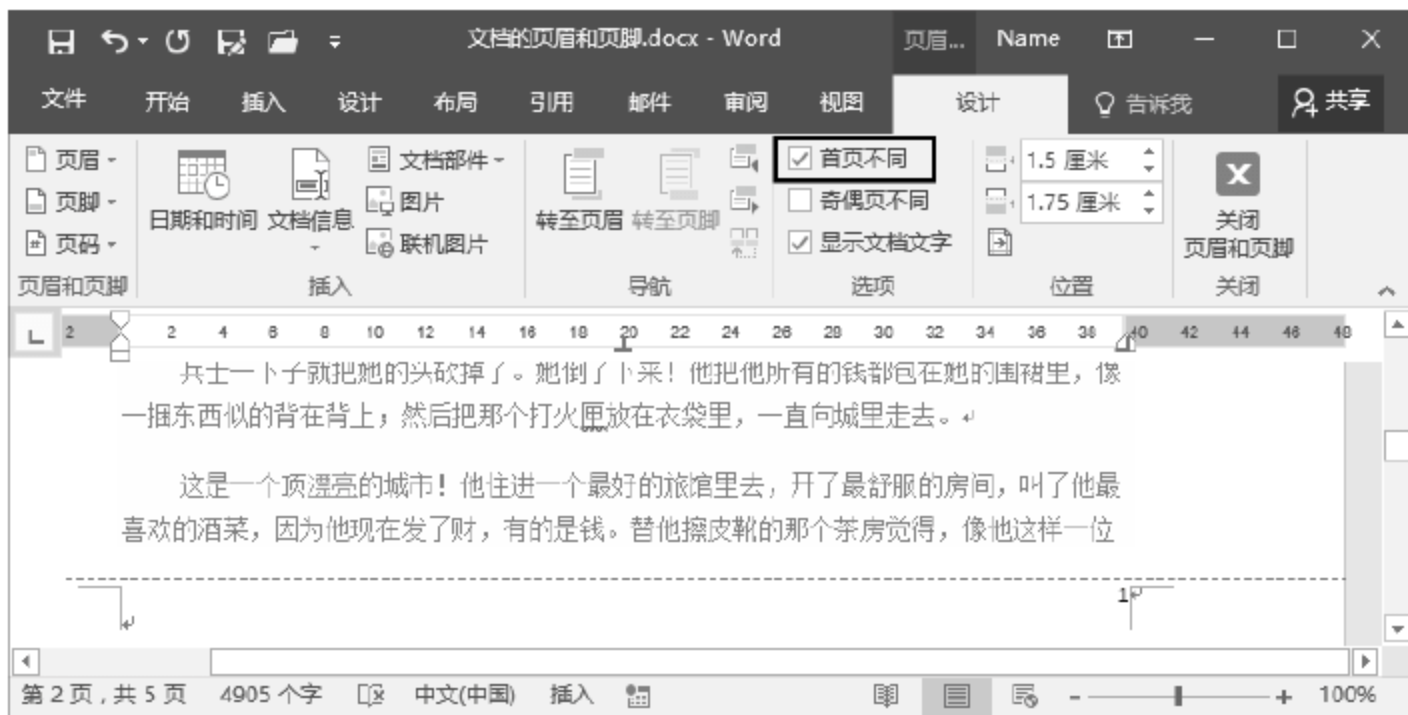 文档的页眉和页脚.docx - Word 页眉... Name
文件 开始 插入 设计 布局 引用 邮件 审阅 视图 设计 告诉我 共享
页眉 文档部件 首页不同 1.5 厘米
页脚 图片 奇偶页不同 1.75 厘米
日期和时间 文档信息 转至页眉 转至页脚 关闭
页码 联机图片 显示文档文字 页眉和页脚
页眉和页脚 插入 导航 选项 位置 关闭
2 2 4 6 8 10 12 14 16 18 20 22 24 26 28 30 32 34 36 38 40 42 44 46 48
兵士一下子就把她的头砍掉了。她倒了下来！他把他所有的钱都包在她的围裙里，像
一捆东西似的背在背上；然后把那个打火匣放在衣袋里，一直向城里走去。
这是一个顶漂亮的城市！他住进一个最好的旅馆里去，开了最舒服的房间，叫了他最
喜欢的酒菜，因为他现在发了财，有的是钱。替他擦皮靴的那个茶房觉得，像他这样一位
1
第 2 页，共 5 页 4905 个字 中文(中国) 插入 100%